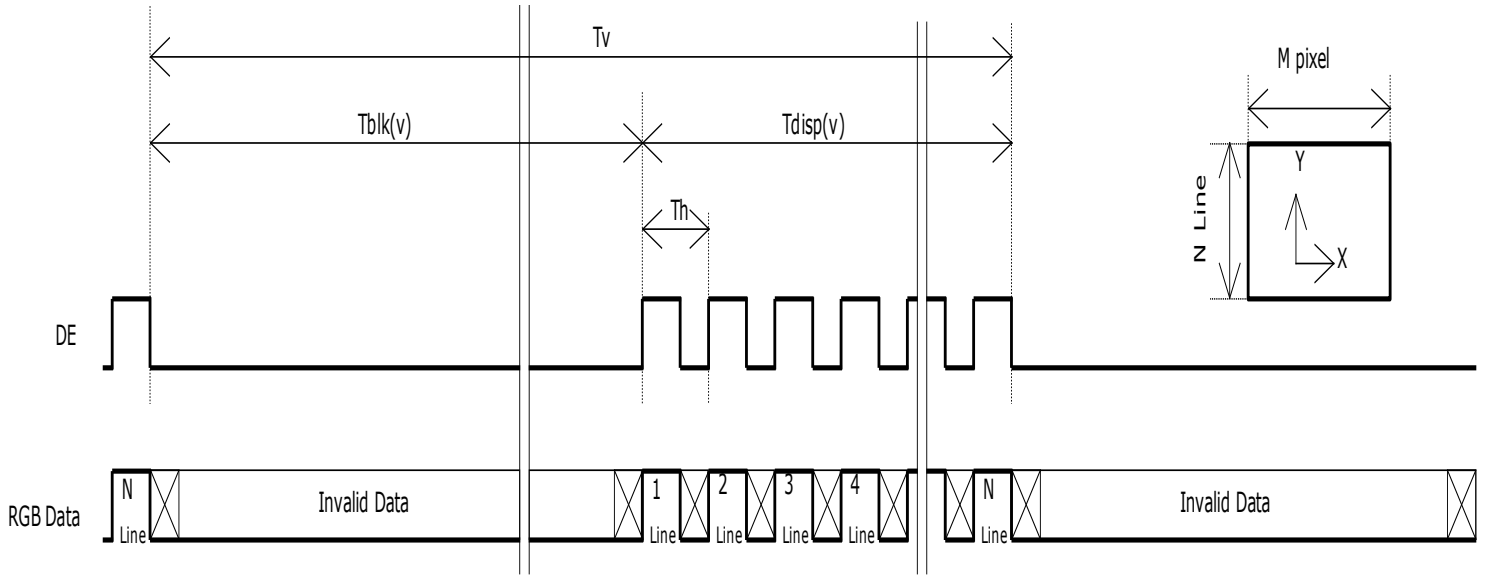 Tv
M pixel
Tblk(v)
Tdisp(v)
Y
N Line
Th
X
DE
RGB Data
N
Line
Invalid Data
1
Line
2
Line
3
Line
4
Line
N
Line
Invalid Data